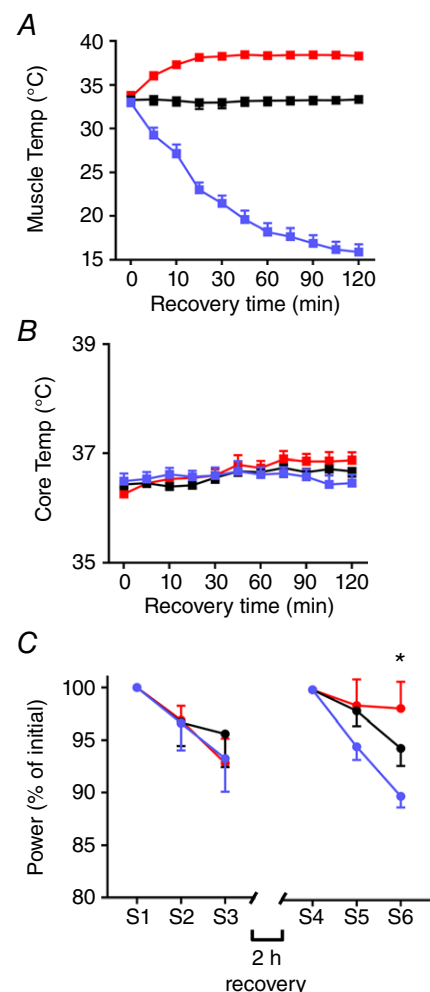 A
Muscle Temp (°C)
40
35
30
25
20
15
0 10 30 60 90 120
Recovery time (min)
B
Core Temp (°C)
39
37
35
0 10 30 60 90 120
Recovery time (min)
C
Power (% of initial)
*
100
95
90
85
80
S1 S2 S3 S4 S5 S6
2 h
recovery